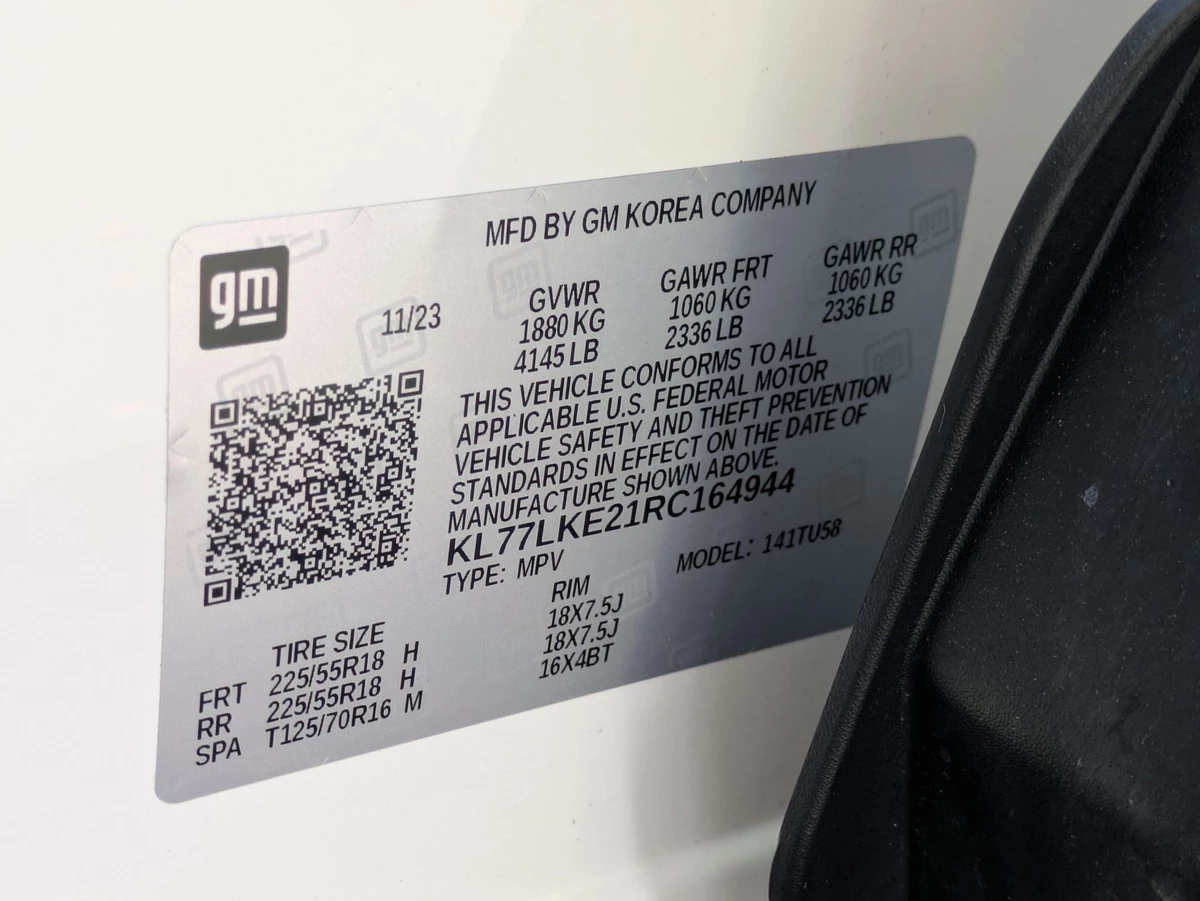 MFD BY GM KOREA COMPANY
gm
11/23
GVWR GAWR FRT GAWR RR
1880 KG 1060 KG 1060 KG
4145 LB 2336 LB 2336 LB
THIS VEHICLE CONFORMS TO ALL
APPLICABLE U.S. FEDERAL MOTOR
VEHICLE SAFETY AND THEFT PREVENTION
STANDARDS IN EFFECT ON THE DATE OF
MANUFACTURE SHOWN ABOVE.
KL77LKE21RC164944
TYPE: MPV MODEL: 141TU58
TIRE SIZE RIM
FRT 225/55R18 H 18X7.5J
RR 225/55R18 H 18X7.5J
SPA T125/70R16 M 16X4BT